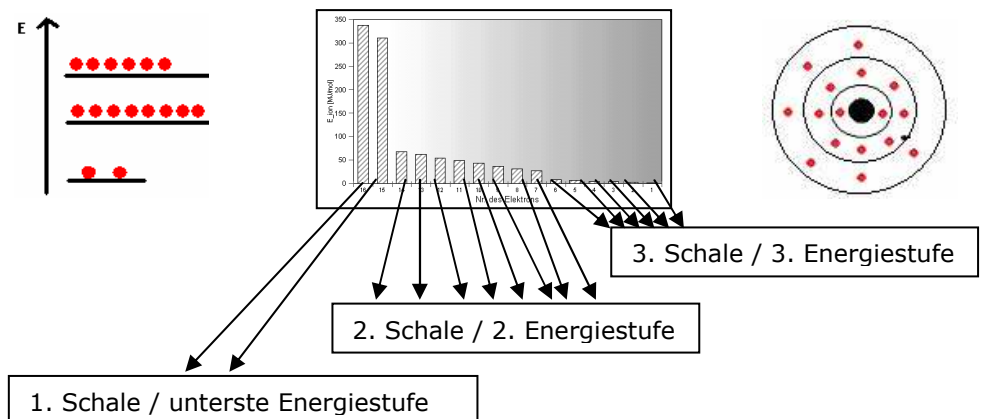 E
E_ion [MJ/mol]
350
300
250
200
150
100
50
0
16 15 14 13 12 11 10 9 8 7 6 5 4 3 2 1
Nr. des Elektrons
3. Schale / 3. Energiestufe
2. Schale / 2. Energiestufe
1. Schale / unterste Energiestufe